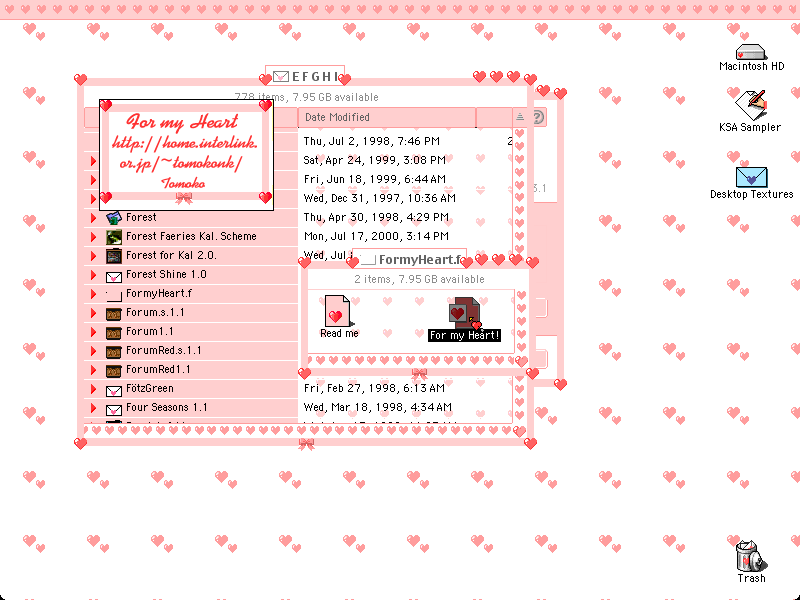 E F G H I
778 items, 7.95 GB available
Date Modified
For my Heart
http://home.interlink.
or.jp/~tomokonk/
Tomoko
Thu, Jul 2, 1998, 7:46 PM
2
Sat, Apr 24, 1999, 3:08 PM
Fri, Jun 18, 1999, 6:44 AM
Wed, Dec 31, 1997, 10:36 AM
3.1
Forest
Thu, Apr 30, 1998, 4:29 PM
Forest Faeries Kal. Scheme
Mon, Jul 17, 2000, 3:14 PM
Forest for Kal 2.0.
Wed, Jul
Forest Shine 1.0
FormyHeart.f
Forum.s.1.1
Forum1.1
ForumRed.s.1.1
ForumRed1.1
FötzGreen
Fri, Feb 27, 1998, 6:13 AM
Four Seasons 1.1
Wed, Mar 18, 1998, 4:34 AM
FormyHeart.f
2 items, 7.95 GB available
Read me
For my Heart!
Macintosh HD
KSA Sampler
Desktop Textures
Trash